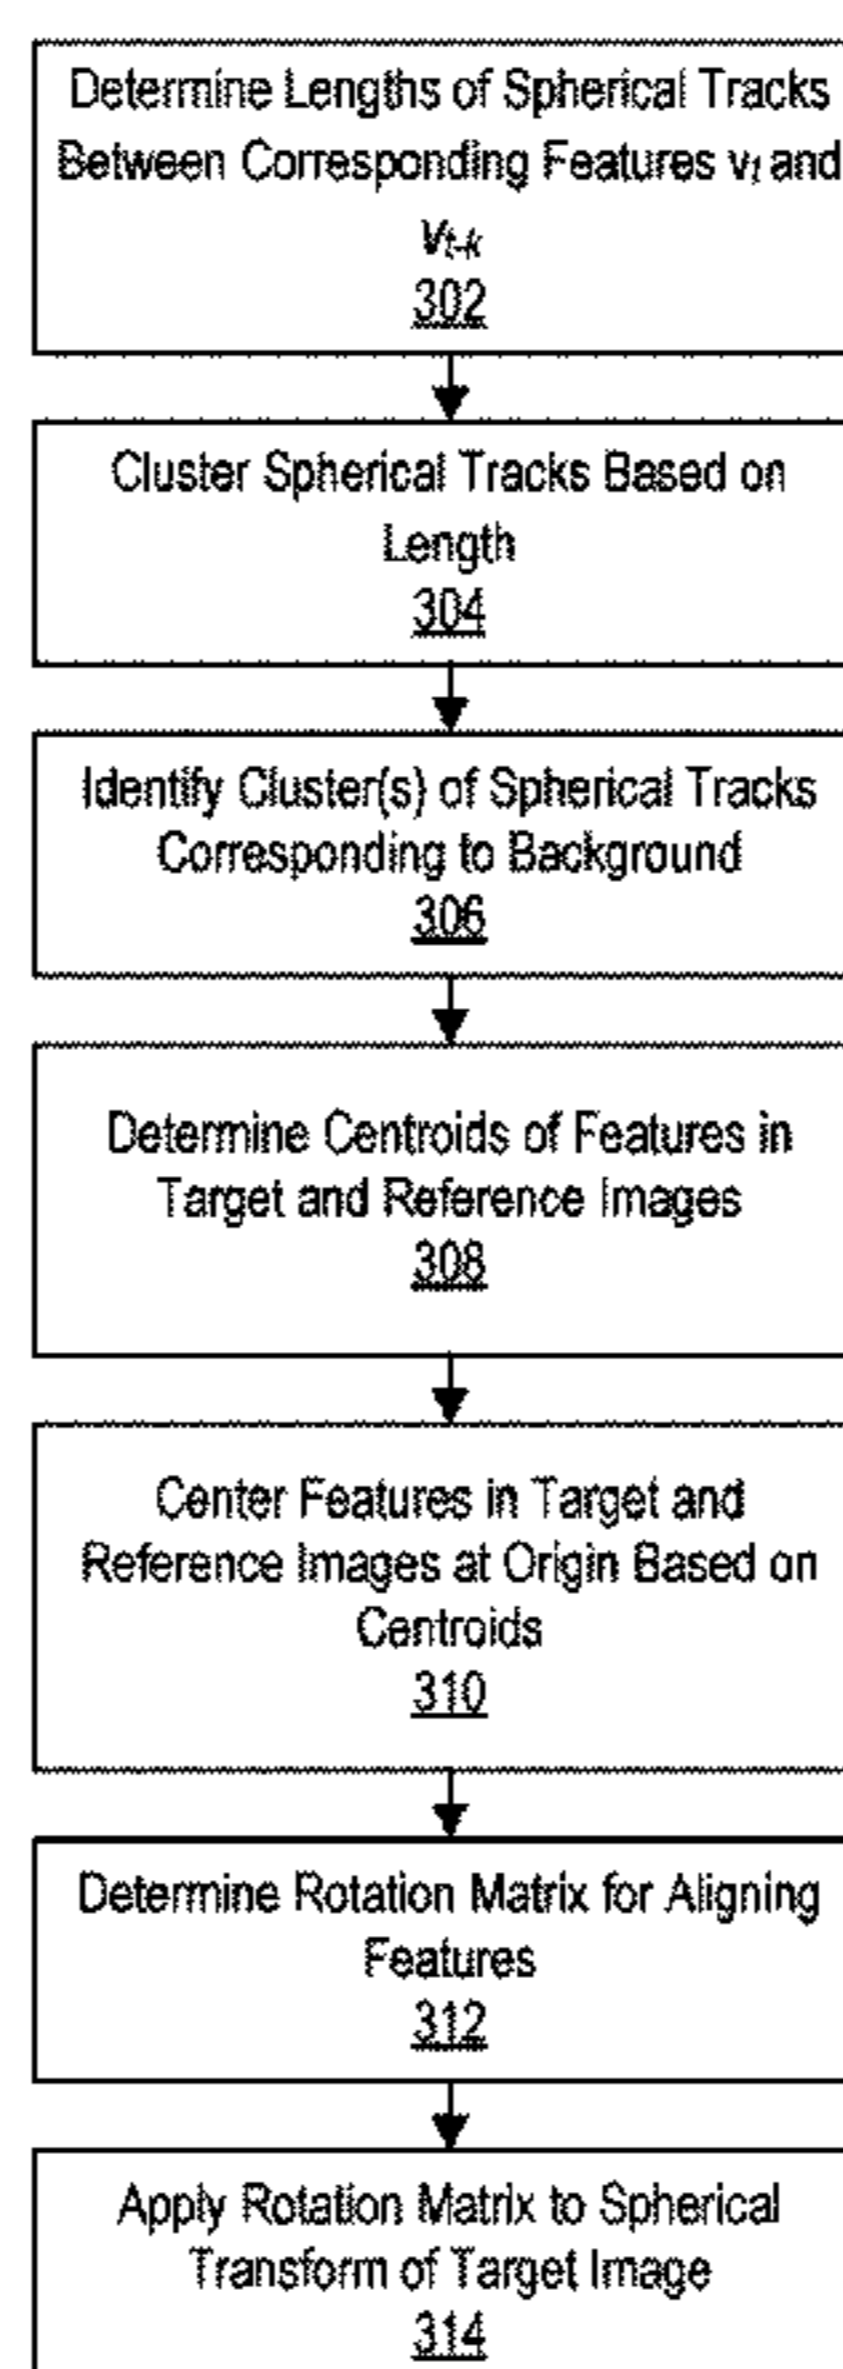 Determine Lengths of Spherical Tracks
Between Corresponding Features vt and
vt-k
302
Cluster Spherical Tracks Based on
Length
304
Identify Cluster(s) of Spherical Tracks
Corresponding to Background
306
Determine Centroids of Features in
Target and Reference Images
308
Center Features in Target and
Reference Images at Origin Based on
Centroids
310
Determine Rotation Matrix for Aligning
Features
312
Apply Rotation Matrix to Spherical
Transform of Target Image
314